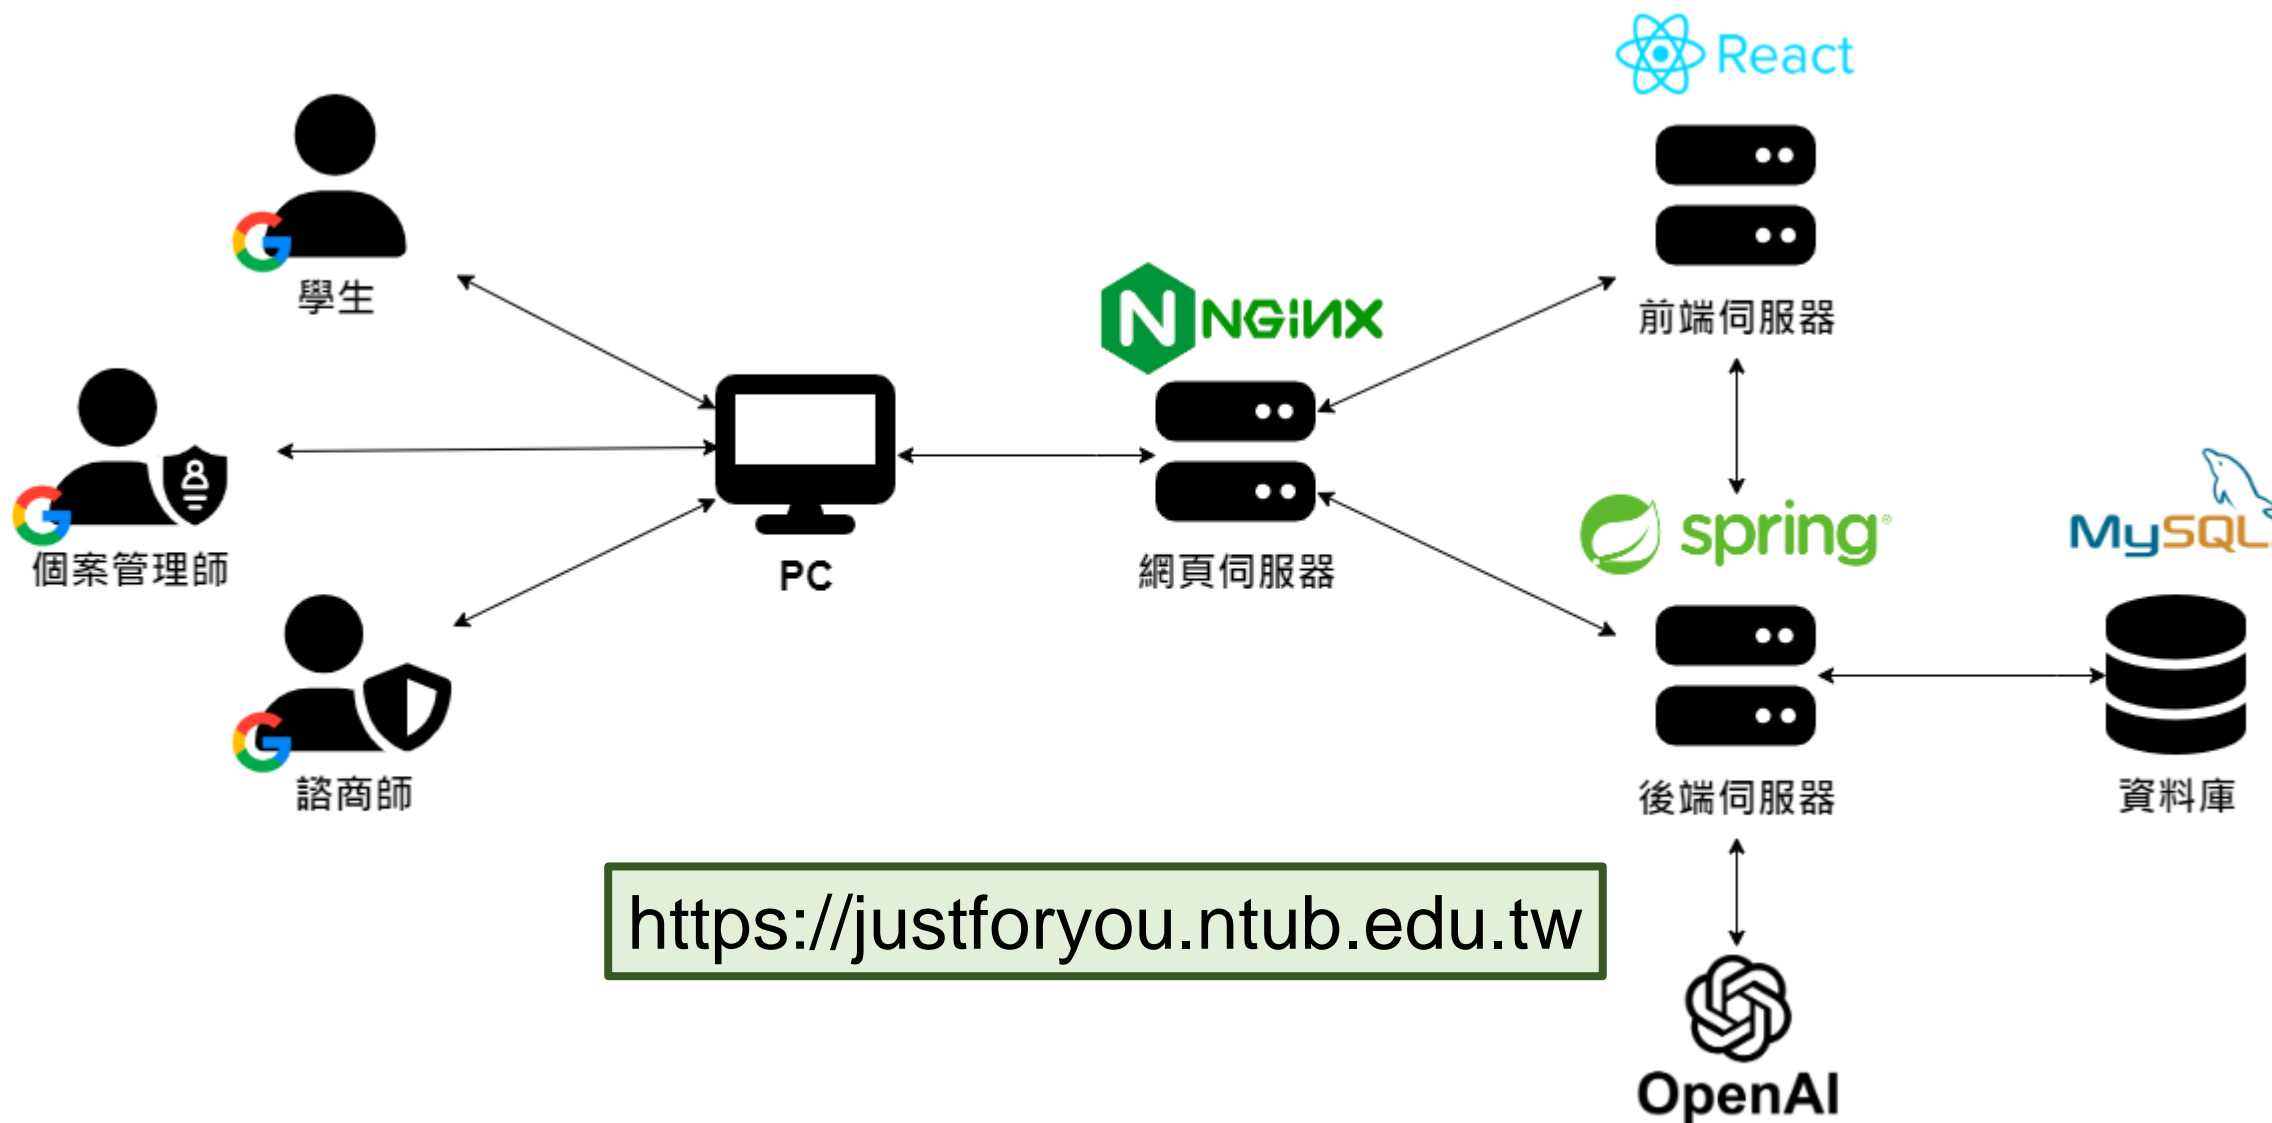 React
學生
NGINX
前端伺服器
個案管理師
PC
網頁伺服器
spring
MySQL
諮商師
後端伺服器
資料庫
https://justforyou.ntub.edu.tw
OpenAI